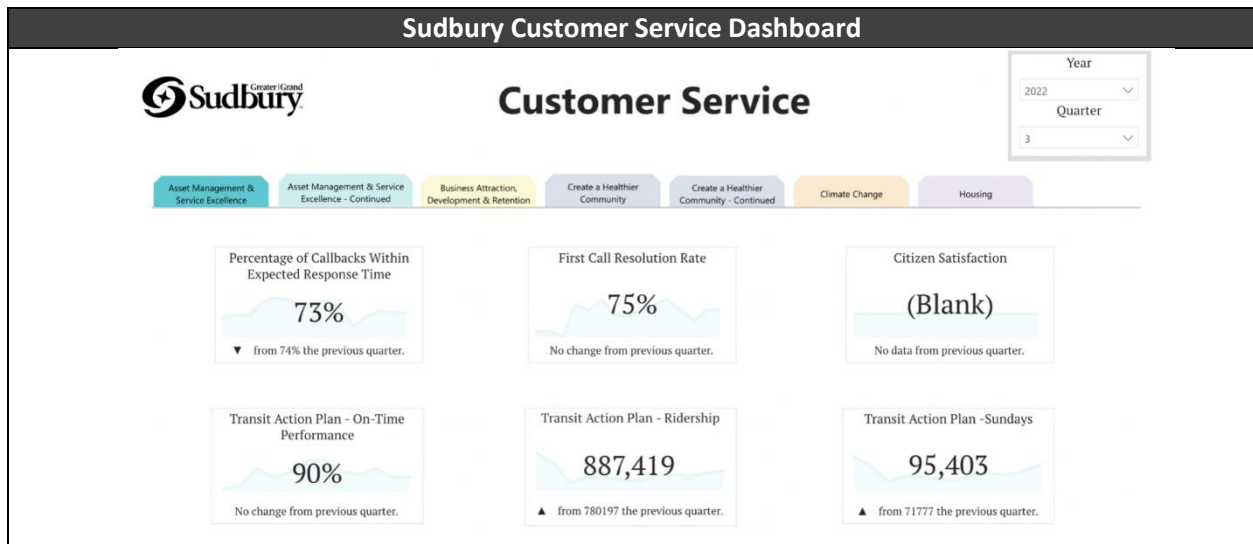 Sudbury Customer Service Dashboard
Greater | Grand
Sudbury
Customer Service
Year
2022
Quarter
3
Asset Management &
Service Excellence
Asset Management & Service
Excellence - Continued
Business Attraction,
Development & Retention
Create a Healthier
Community
Create a Healthier
Community - Continued
Climate Change
Housing
Percentage of Callbacks Within
Expected Response Time
73%
▼ from 74% the previous quarter.
First Call Resolution Rate
75%
No change from previous quarter.
Citizen Satisfaction
(Blank)
No data from previous quarter.
Transit Action Plan - On-Time
Performance
90%
No change from previous quarter.
Transit Action Plan - Ridership
887,419
▲ from 780197 the previous quarter.
Transit Action Plan -Sundays
95,403
▲ from 71777 the previous quarter.